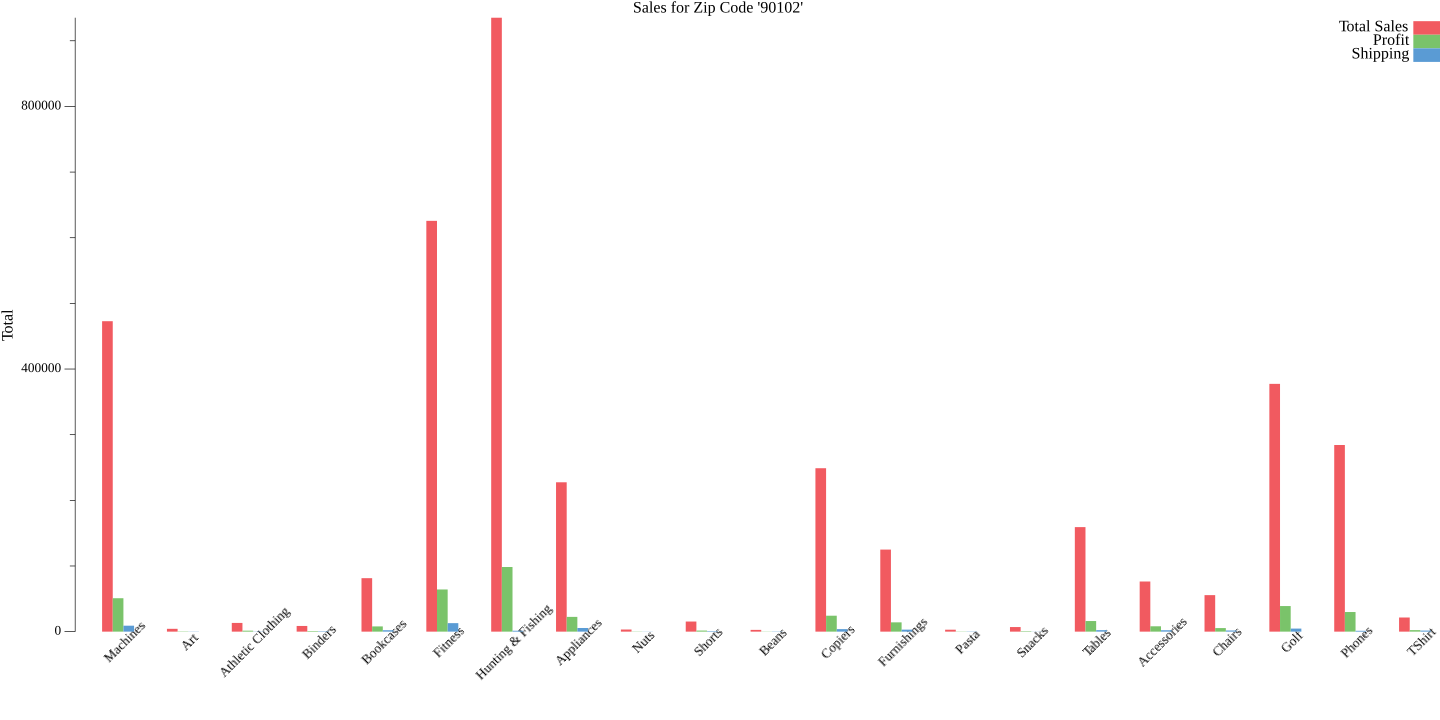 Sales for Zip Code '90102'
Total Sales
Profit
Shipping
Total
800000
400000
0
Machines
Art
Athletic Clothing
Binders
Bookcases
Fitness
Hunting & Fishing
Appliances
Nuts
Shorts
Beans
Copiers
Furnishings
Pasta
Snacks
Tables
Accessories
Chairs
Golf
Phones
TShirt